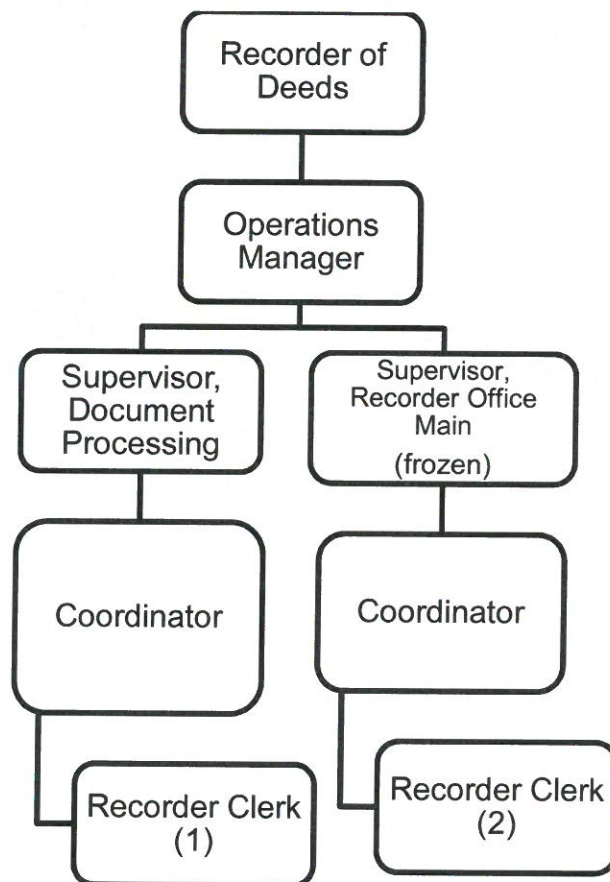 Recorder of
Deeds
Operations
Manager
Supervisor,
Document
Processing
Supervisor,
Recorder Office
Main
(frozen)
Coordinator
Coordinator
Recorder Clerk
(1)
Recorder Clerk
(2)